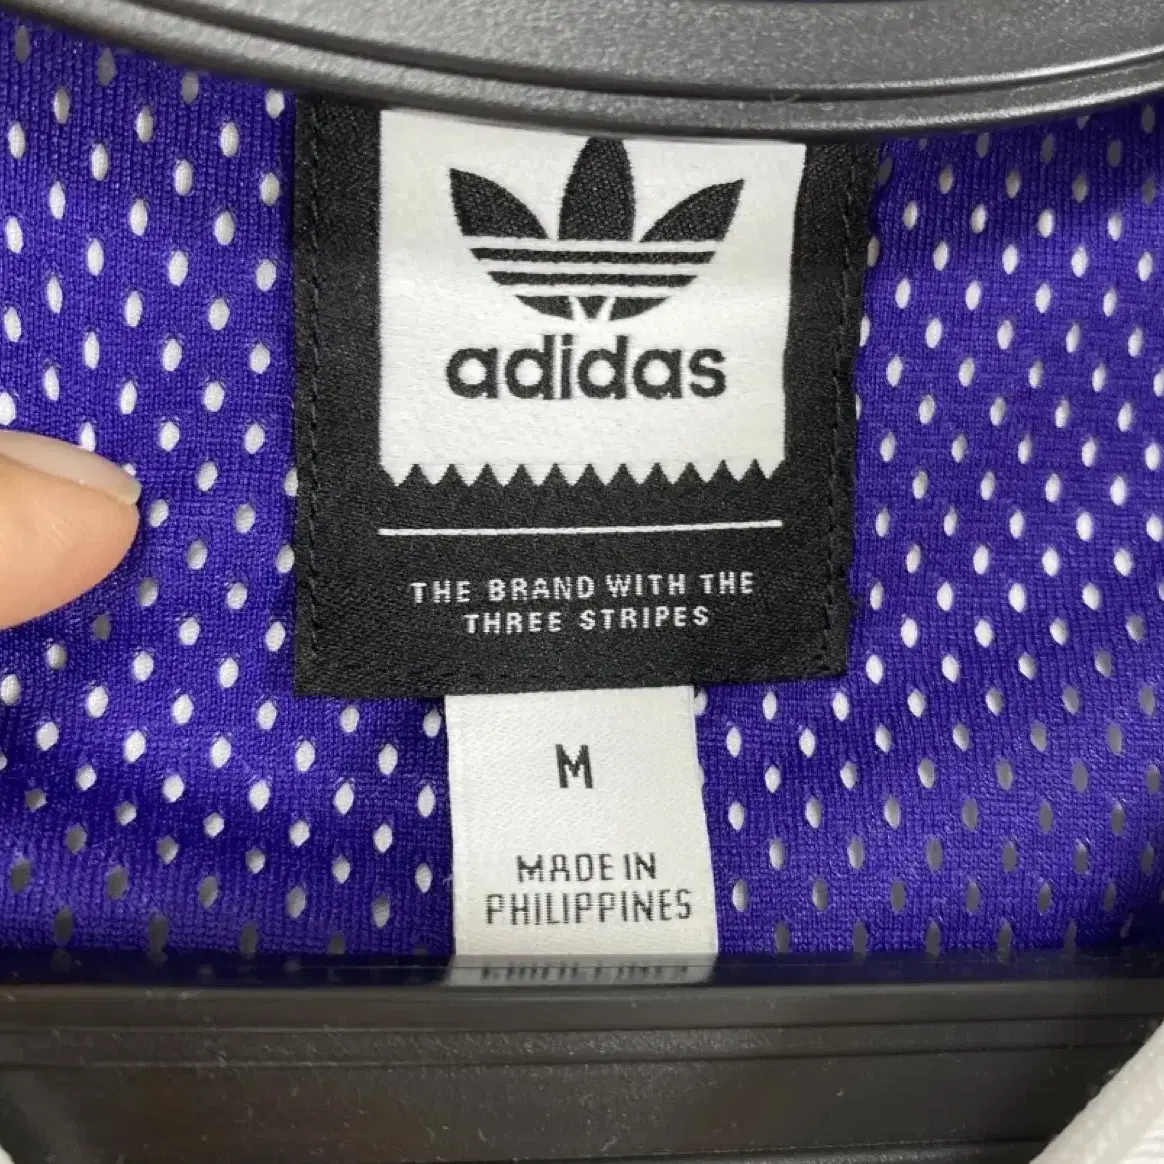 adidas
THE BRAND WITH THE
THREE STRIPES
M
MADE IN
PHILIPPINES